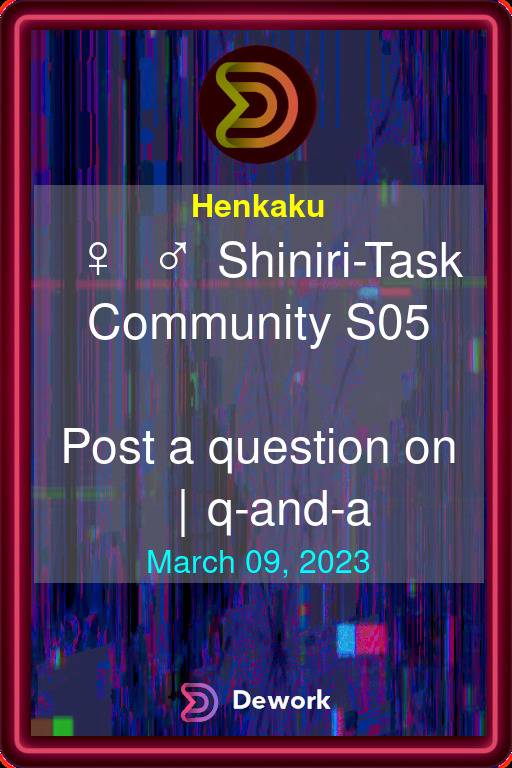 Henkaku
♀ ♂ Shiniri-Task
Community S05
Post a question on
| q-and-a
March 09, 2023
Dework